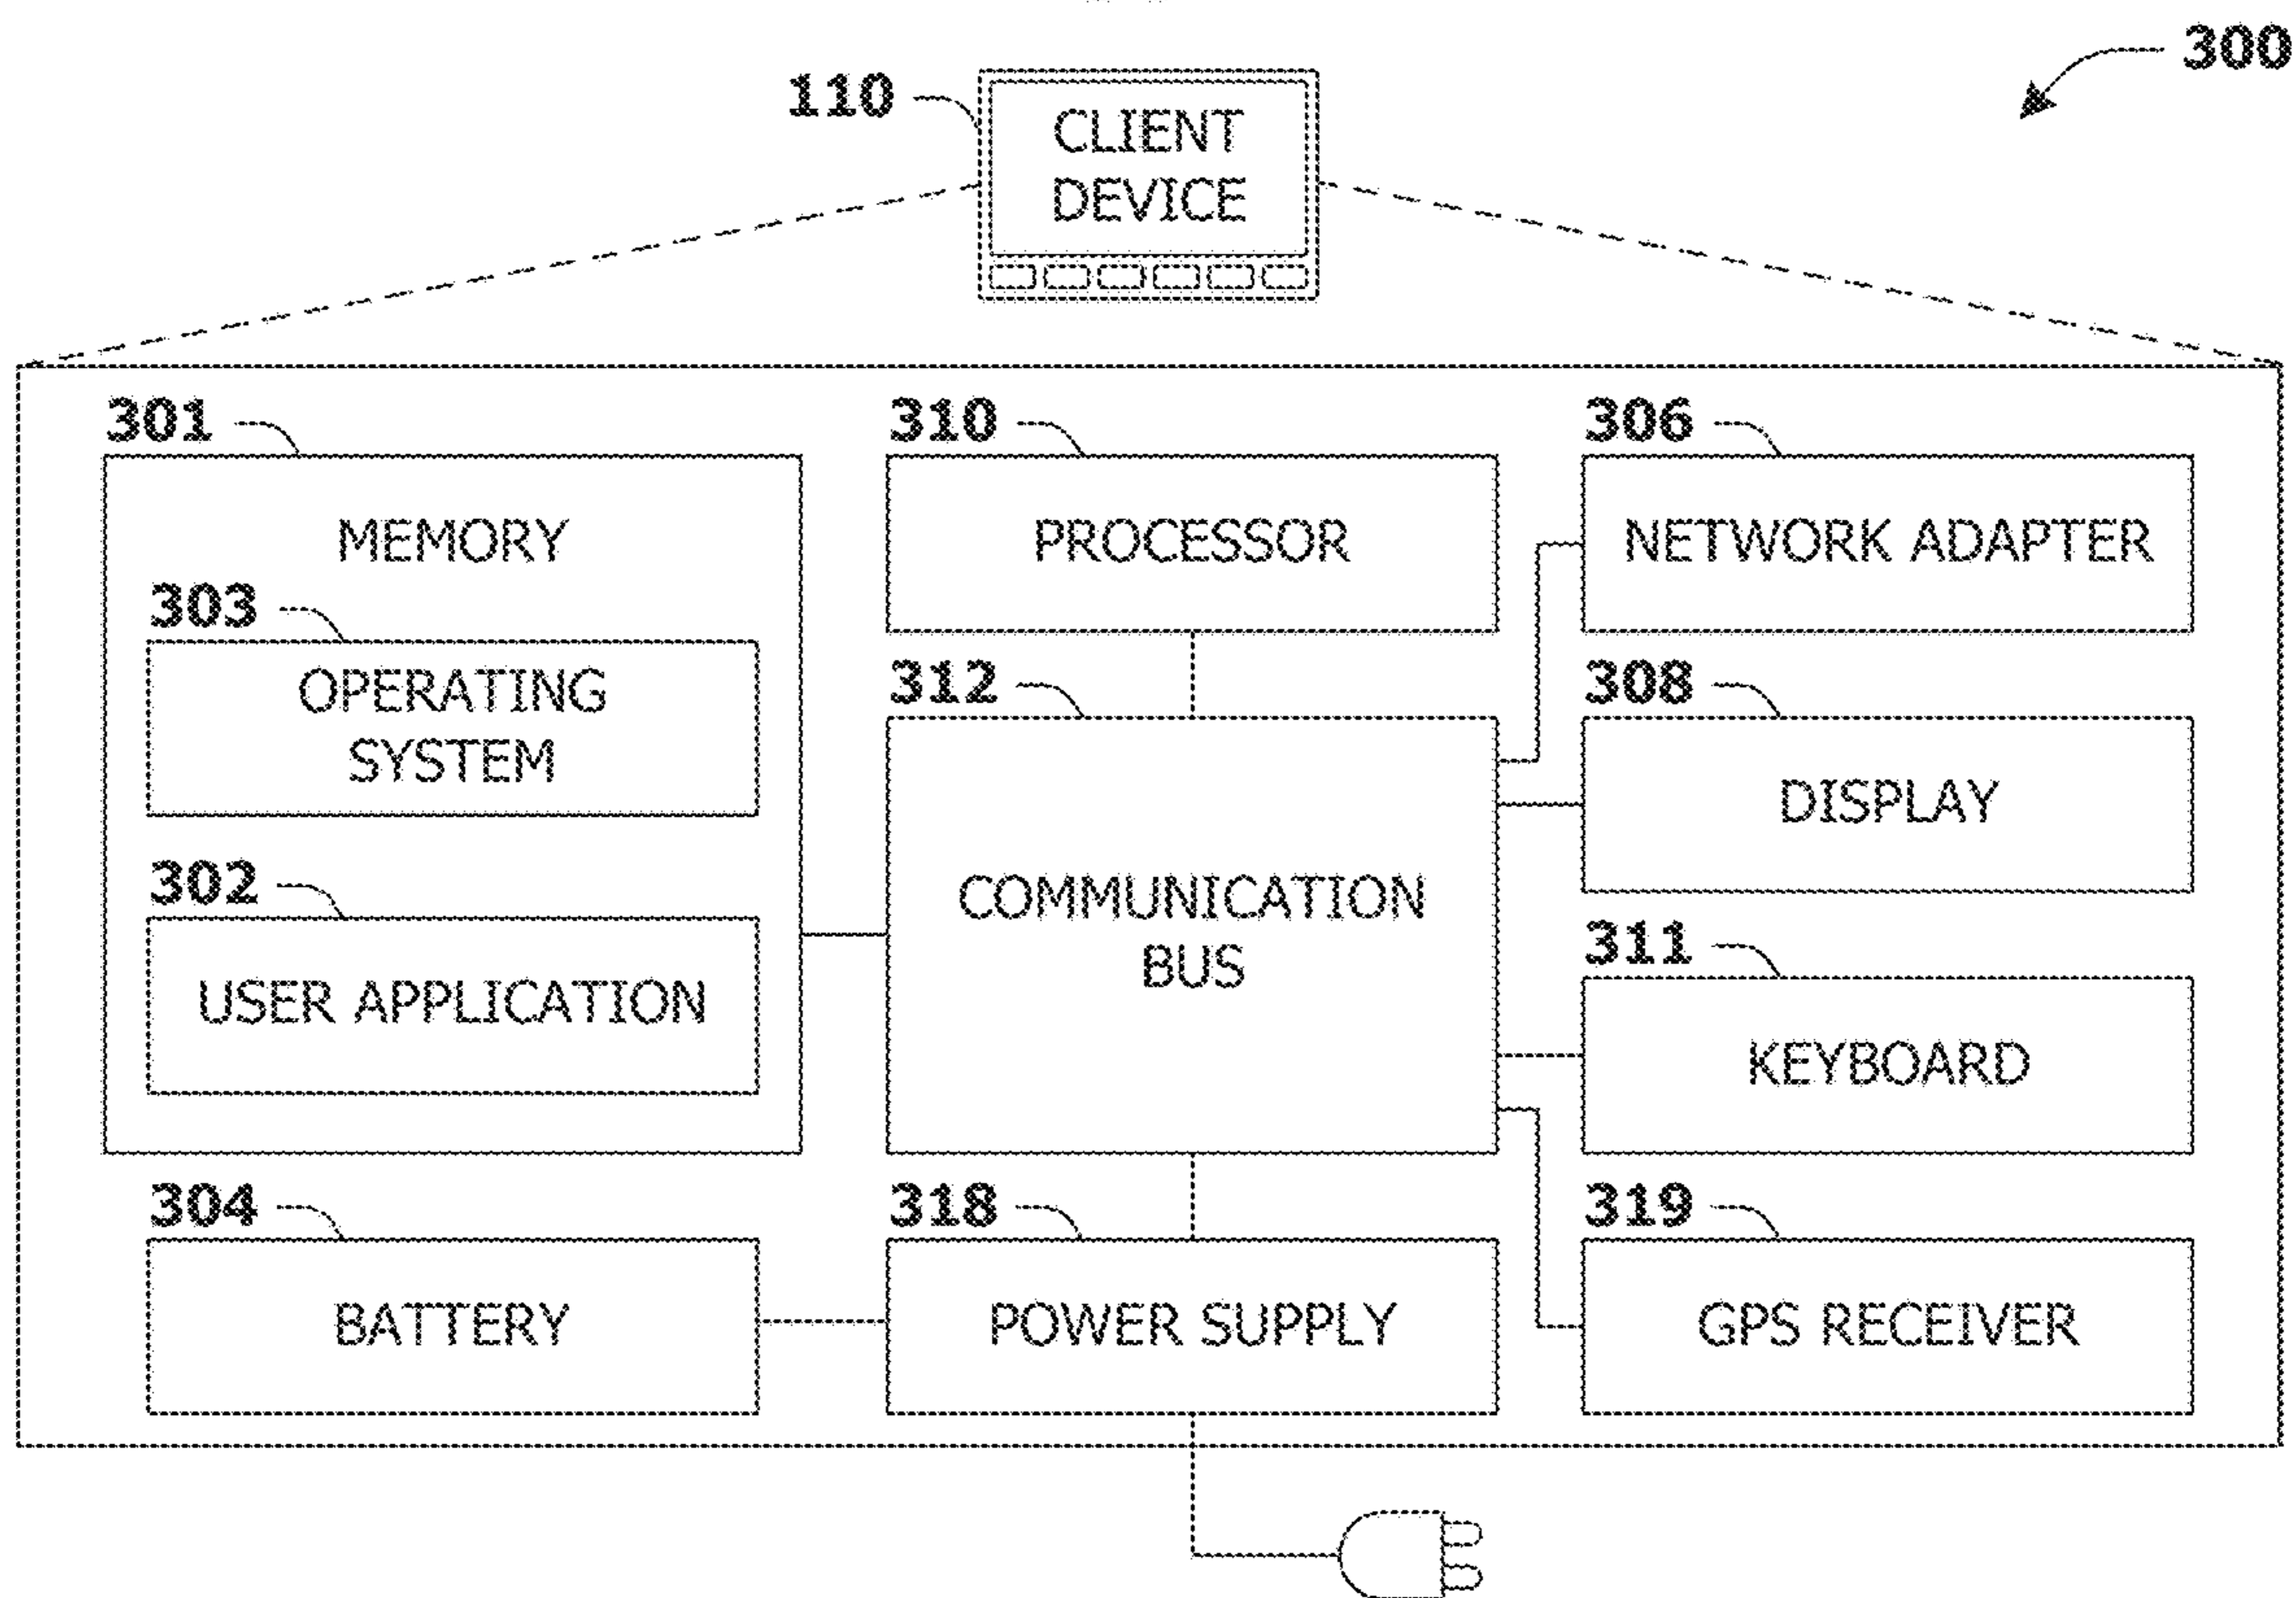 300
110
CLIENT
DEVICE
301
310
306
MEMORY
PROCESSOR
NETWORK ADAPTER
303
OPERATING
SYSTEM
312
308
COMMUNICATION
BUS
DISPLAY
302
USER APPLICATION
311
KEYBOARD
304
318
319
BATTERY
POWER SUPPLY
GPS RECEIVER